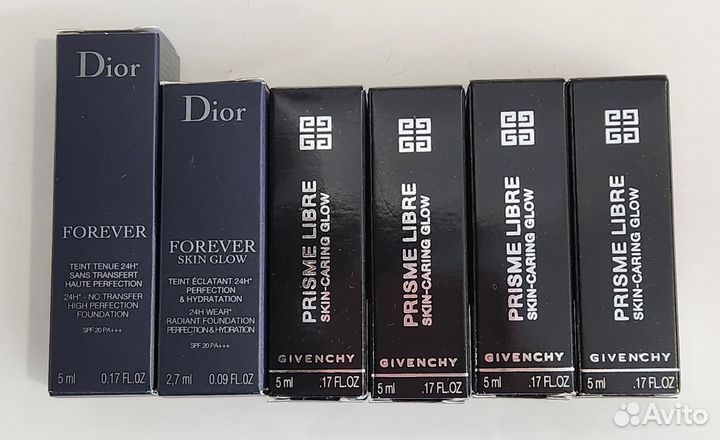 Dior
FOREVER
TEINT TENUE 24H*
SANS TRANSFERT
HAUTE PERFECTION
24H* - NO TRANSFER
HIGH PERFECTION
FOUNDATION
SPF 20 PA+++
5 ml 0.17 FL.OZ
Dior
FOREVER
SKIN GLOW
TEINT ÉCLATANT 24H*
PERFECTION
& HYDRATATION
24H WEAR*
RADIANT FOUNDATION
PERFECTION & HYDRATION
SPF 20 PA+++
2,7 ml 0.09 FL.OZ
PRISME LIBRE
SKIN-CARING GLOW
GIVENCHY
5 ml .17 FL.OZ
PRISME LIBRE
SKIN-CARING GLOW
GIVENCHY
5 ml .17 FL.OZ
PRISME LIBRE
SKIN-CARING GLOW
GIVENCHY
5 ml .17 FL.OZ
PRISME LIBRE
SKIN-CARING GLOW
GIVENCHY
5 ml .17 FL.OZ
Avito